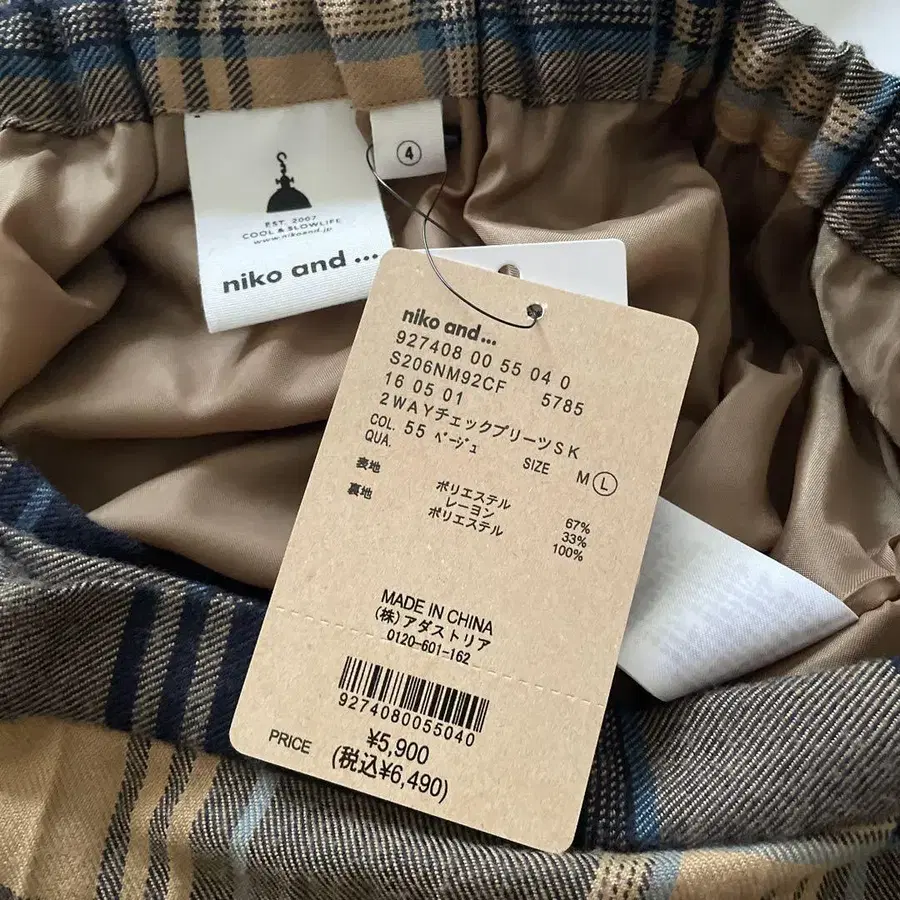 EST. 2007
COOL & SLOWLIFE
www.nikoand.jp
niko and ...
④
niko and...
927408 00 55 04 0
S206NM92CF 5785
16 05 01
2WAYチェックプリーツSK
COL. 55 ベージュ
QUA. SIZE M Ⓛ
表地 ポリエステル 67%
レーヨン 33%
裏地 ポリエステル 100%
MADE IN CHINA
(株)アダストリア
0120-601-162
9274080055040
PRICE ¥5,900
(税込¥6,490)